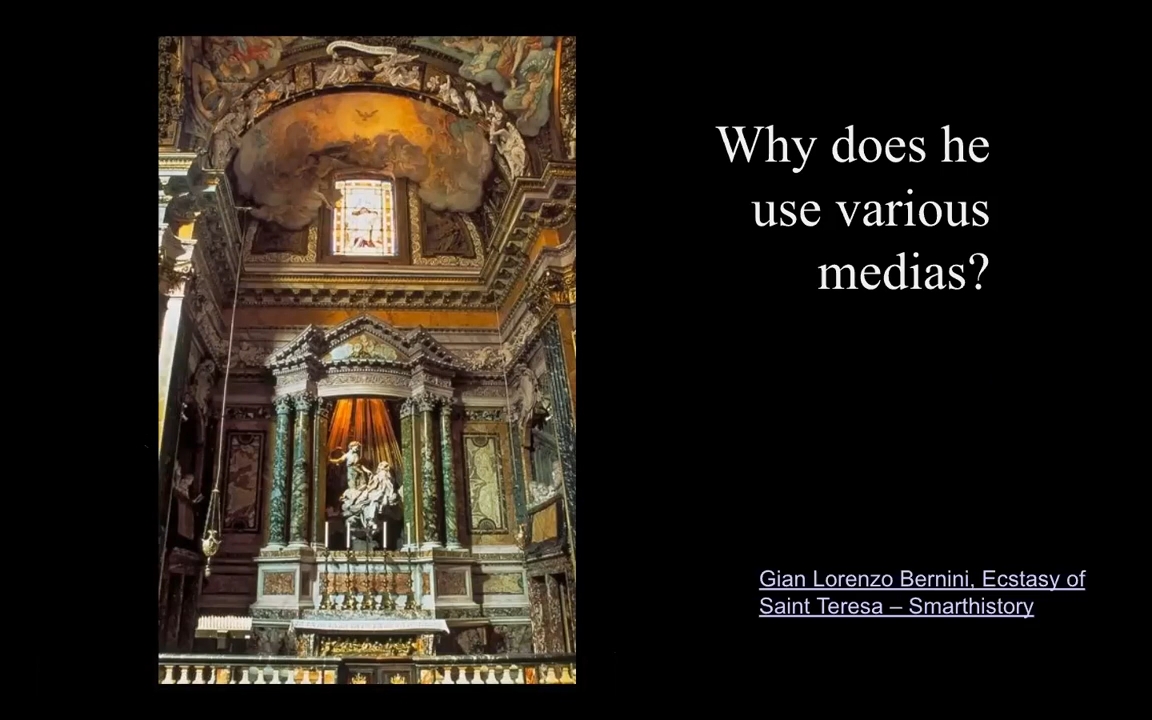 Why does he
use various
medias?
Gian Lorenzo Bernini, Ecstasy of
Saint Teresa – Smarthistory